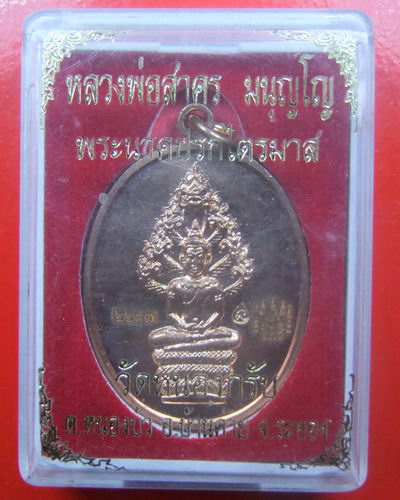 หลวงพ่อสาคร มนุญโญ
พระนาคปรกไตรมาส
วัดหนองกรับ
ต.หนองบัว อ.บ้านค่าย จ.ระยอง